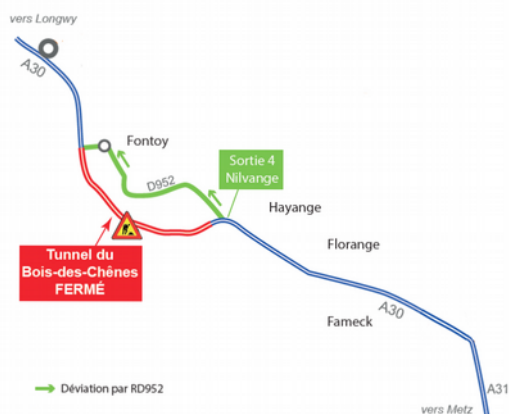 vers Longwy
A30
Fontoy
D952
Sortie 4
Nilvange
Hayange
Tunnel du
Bois-des-Chênes
FERMÉ
Florange
A30
Fameck
Déviation par RD952
A31
vers Metz